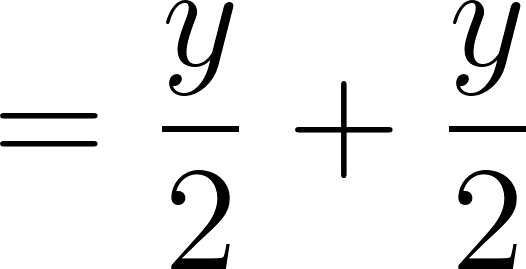 = y/2 + y/2